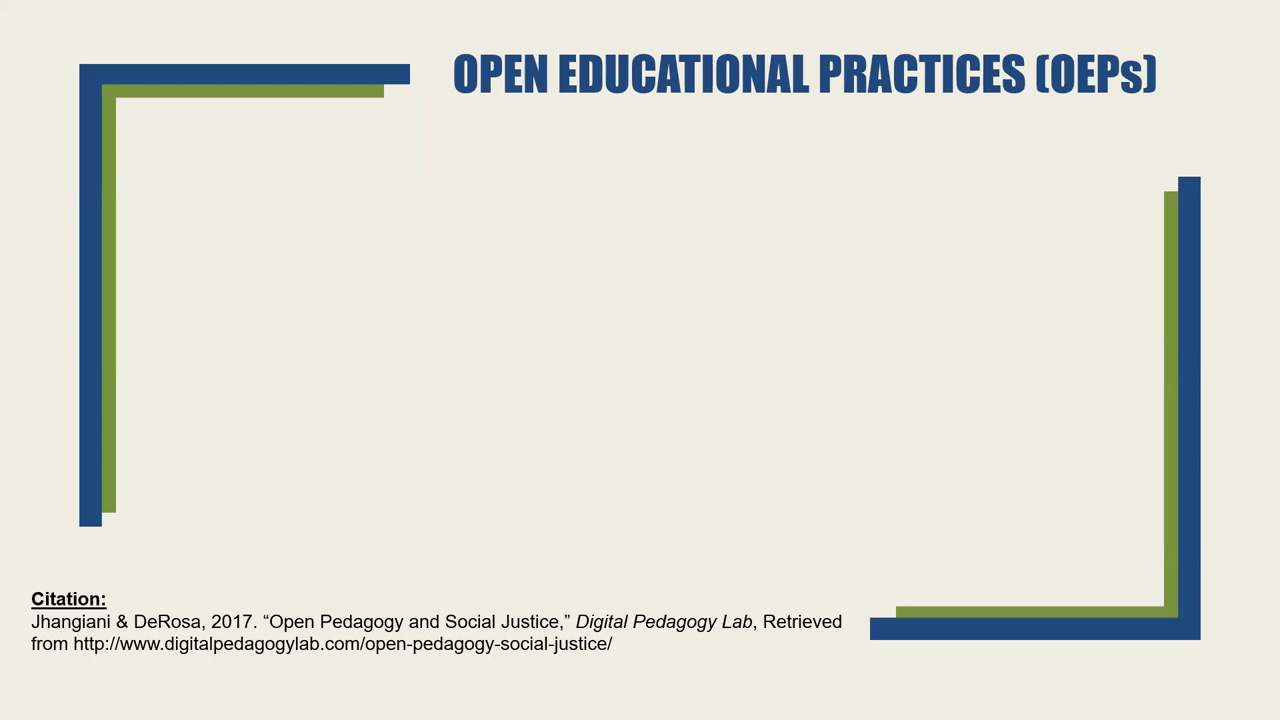 OPEN EDUCATIONAL PRACTICES (OEPs)
Citation:
Jhangiani & DeRosa, 2017. “Open Pedagogy and Social Justice,” Digital Pedagogy Lab, Retrieved
from http://www.digitalpedagogylab.com/open-pedagogy-social-justice/